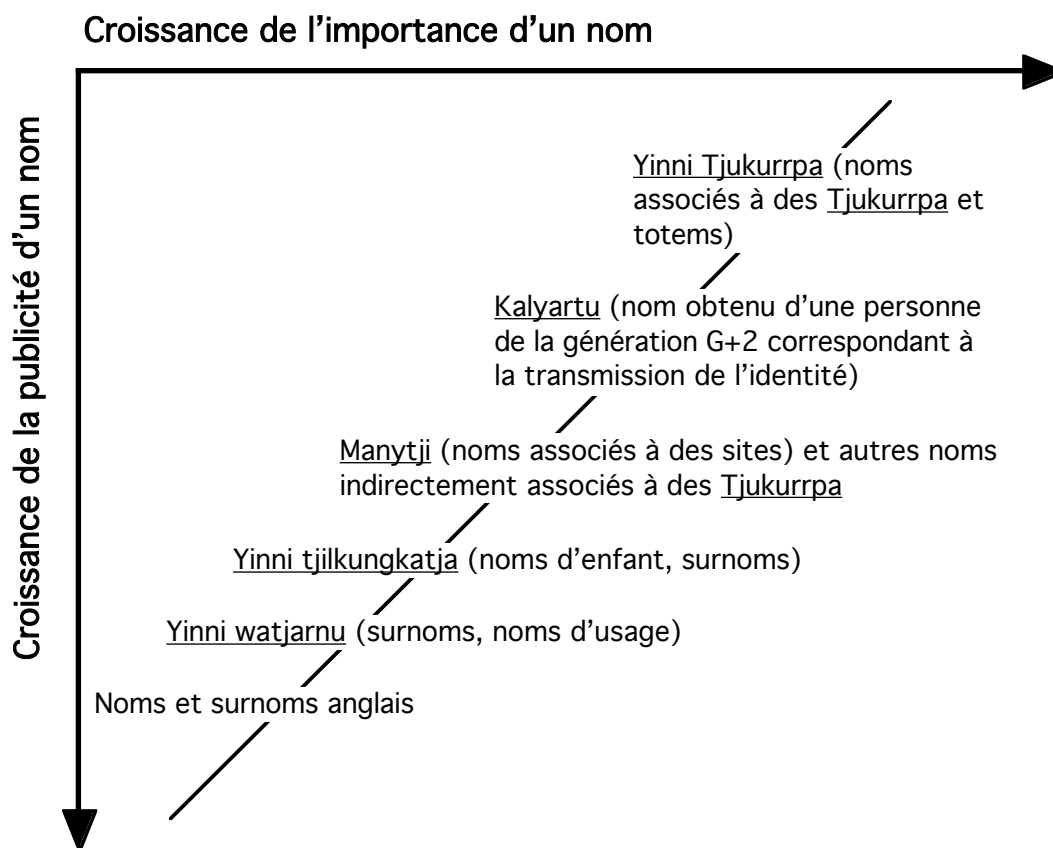 Croissance de l’importance d’un nom
Croissance de la publicité d’un nom
Yinni Tjukurrpa (noms
associés à des Tjukurrpa et
totems)
Kalyartu (nom obtenu d’une personne
de la génération G+2 correspondant à
la transmission de l’identité)
Manytji (noms associés à des sites) et autres noms
indirectement associés à des Tjukurrpa
Yinni tjilkungkatja (noms d’enfant, surnoms)
Yinni watjarnu (surnoms, noms d’usage)
Noms et surnoms anglais